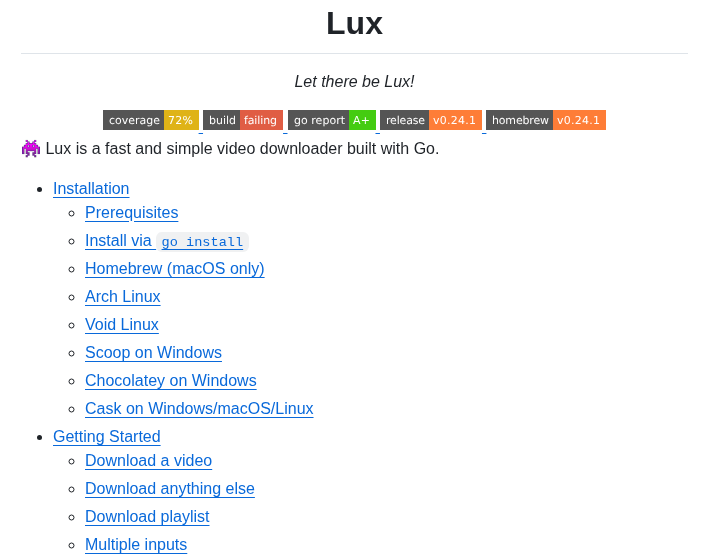 Lux
Let there be Lux!
coverage 72% build failing go report A+ release v0.24.1 homebrew v0.24.1
Lux is a fast and simple video downloader built with Go.
Installation
Prerequisites
Install via go install
Homebrew (macOS only)
Arch Linux
Void Linux
Scoop on Windows
Chocolatey on Windows
Cask on Windows/macOS/Linux
Getting Started
Download a video
Download anything else
Download playlist
Multiple inputs